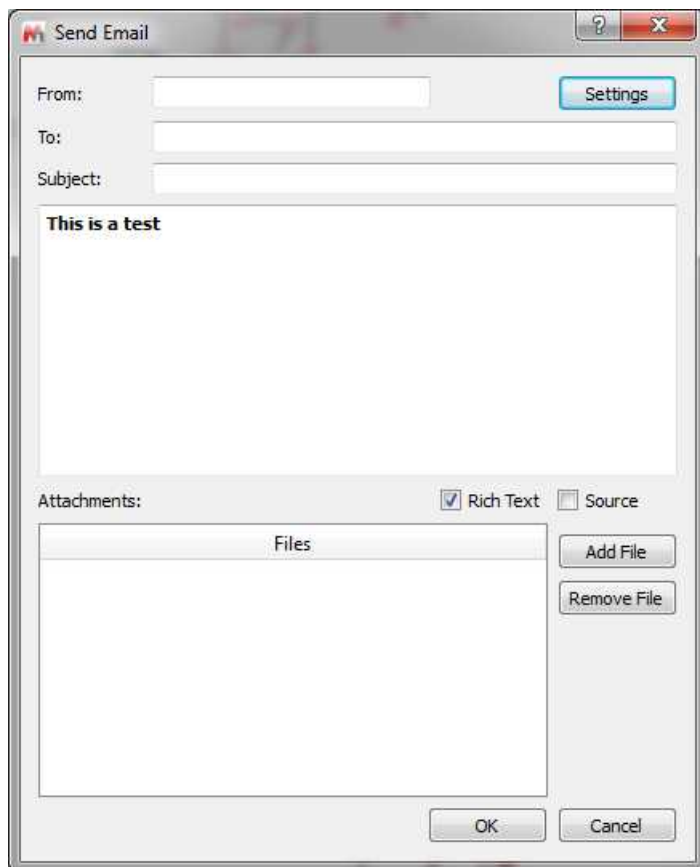 Send Email
From:
Settings
To:
Subject:
This is a test
Attachments:
Rich Text
Source
Files
Add File
Remove File
OK
Cancel